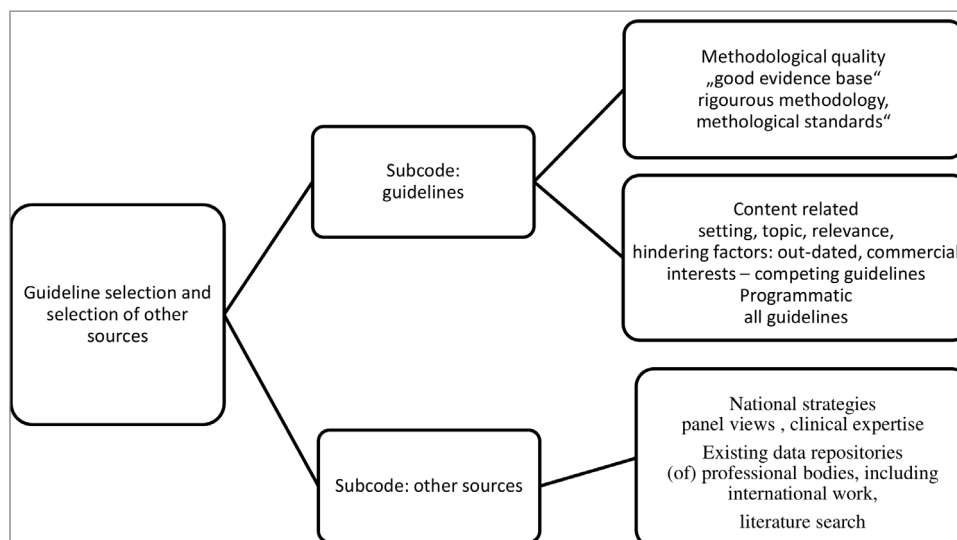 Guideline selection and
selection of other
sources
Subcode:
guidelines
Methodological quality
„good evidence base“
rigourous methodology,
methological standards“
Content related
setting, topic, relevance,
hindering factors: out-dated, commercial
interests – competing guidelines
Programmatic
all guidelines
Subcode: other sources
National strategies
panel views , clinical expertise
Existing data repositories
(of) professional bodies, including
international work,
literature search